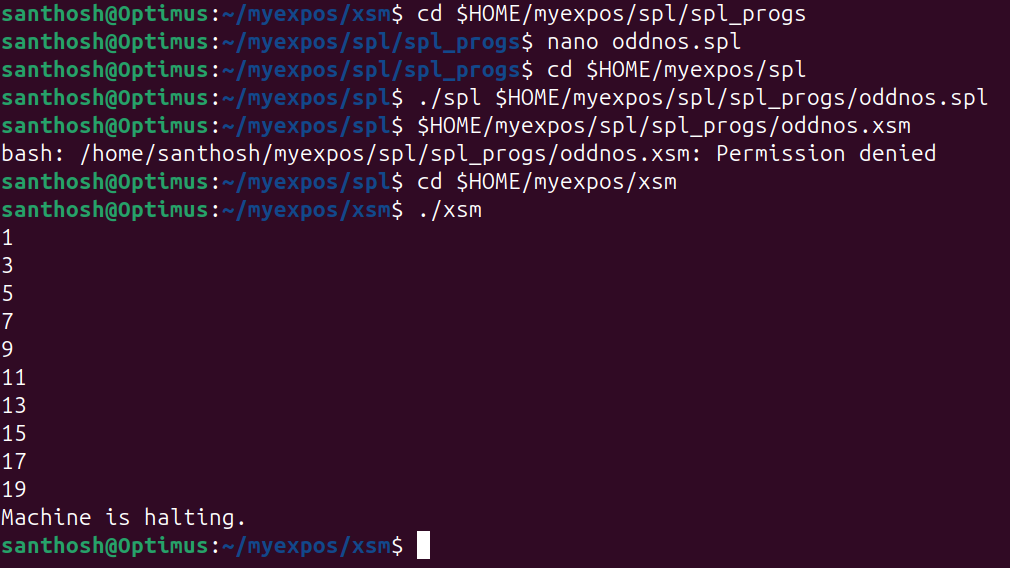 santhosh@Optimus:~/myexpos/xsm$ cd $HOME/myexpos/spl/spl_progs
santhosh@Optimus:~/myexpos/spl/spl_progs$ nano oddnos.spl
santhosh@Optimus:~/myexpos/spl/spl_progs$ cd $HOME/myexpos/spl
santhosh@Optimus:~/myexpos/spl$ ./spl $HOME/myexpos/spl/spl_progs/oddnos.spl
santhosh@Optimus:~/myexpos/spl$ $HOME/myexpos/spl/spl_progs/oddnos.xsm
bash: /home/santhosh/myexpos/spl/spl_progs/oddnos.xsm: Permission denied
santhosh@Optimus:~/myexpos/spl$ cd $HOME/myexpos/xsm
santhosh@Optimus:~/myexpos/xsm$ ./xsm
1
3
5
7
9
11
13
15
17
19
Machine is halting.
santhosh@Optimus:~/myexpos/xsm$